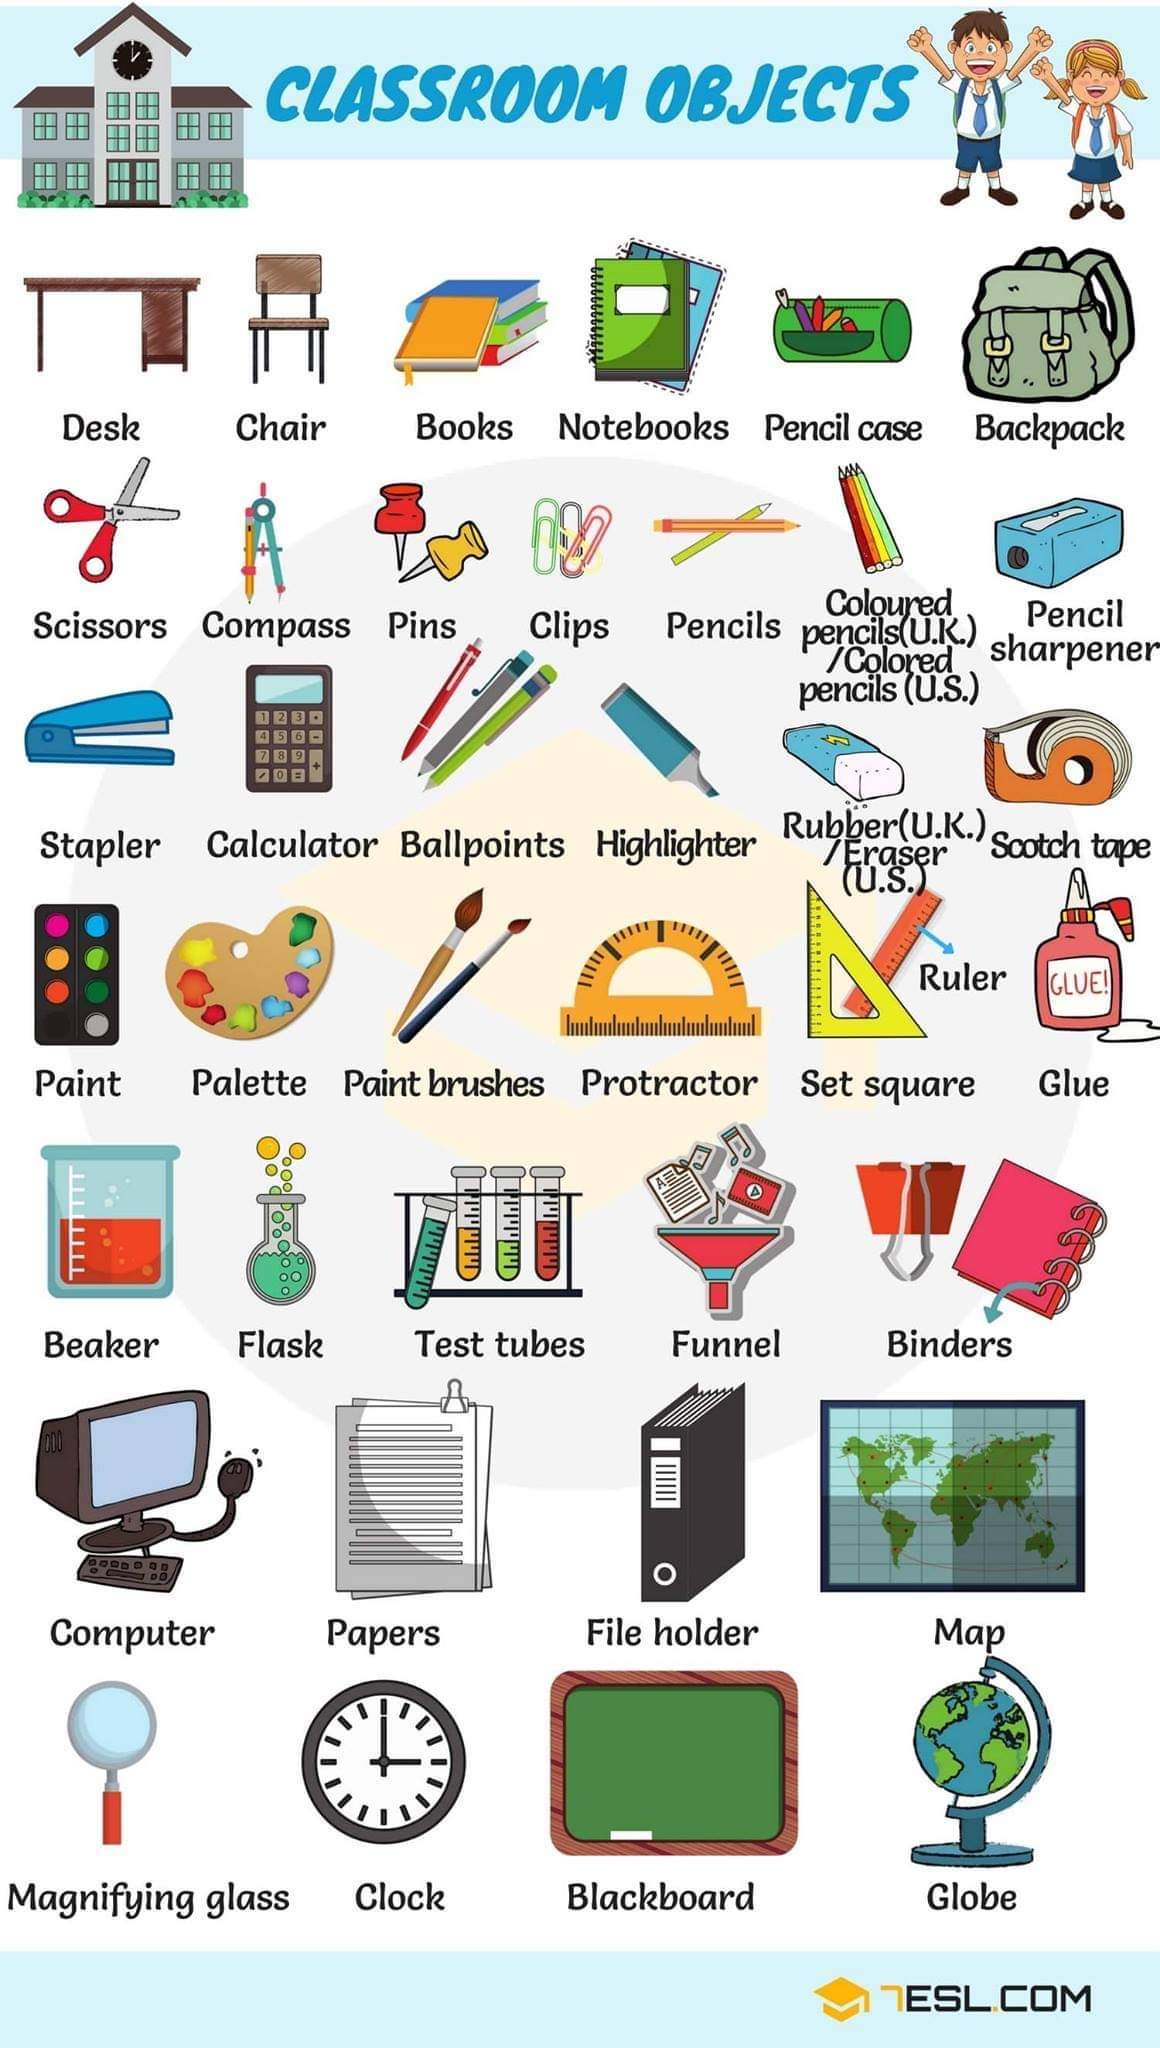 CLASSROOM OBJECTS
Desk
Chair
Books
Notebooks
Pencil case
Backpack
Scissors
Compass
Pins
Clips
Pencils
Coloured
pencils(U.K.)
/Colored
pencils (U.S.)
Pencil
sharpener
1 2 3
4 5 6 -
7 8 9 +
0 =
Stapler
Calculator
Ballpoints
Highlighter
Rubber(U.K.)
/Eraser
(U.S.)
Scotch tape
Ruler
GLUE!
Paint
Palette
Paint brushes
Protractor
Set square
Glue
A
Beaker
Flask
Test tubes
Funnel
Binders
Computer
Papers
File holder
Map
Magnifying glass
Clock
Blackboard
Globe
7ESL.COM